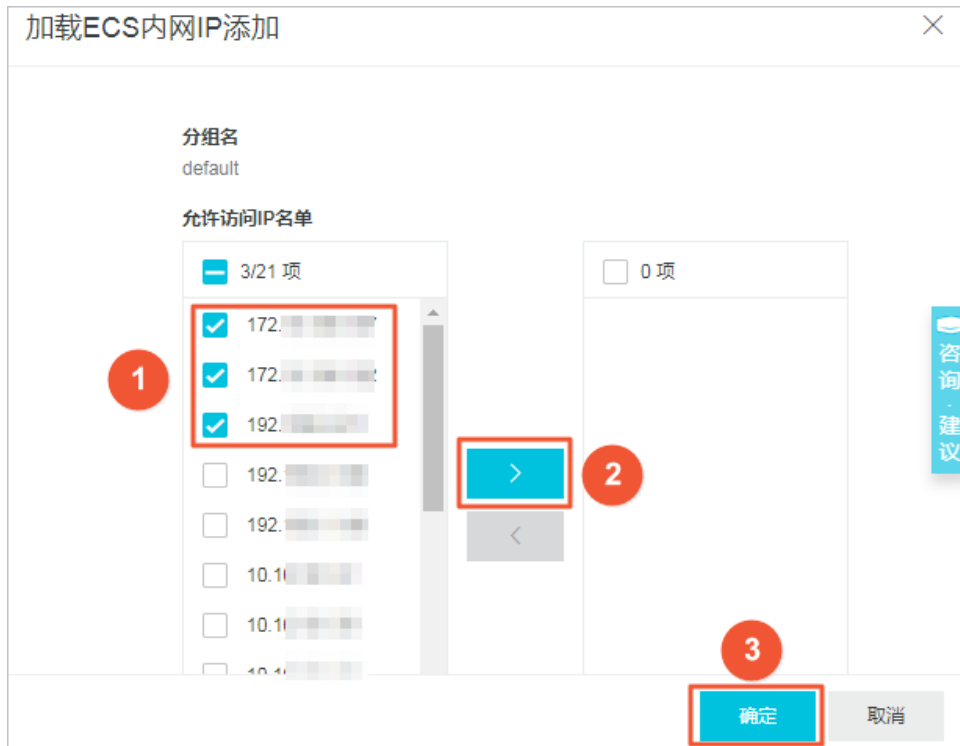 加载ECS内网IP添加
分组名
default
允许访问IP名单
3/21 项
0 项
172.
172.
192.
192.
192.
10.1
10.1
1
2
3
咨询·建议
确定
取消